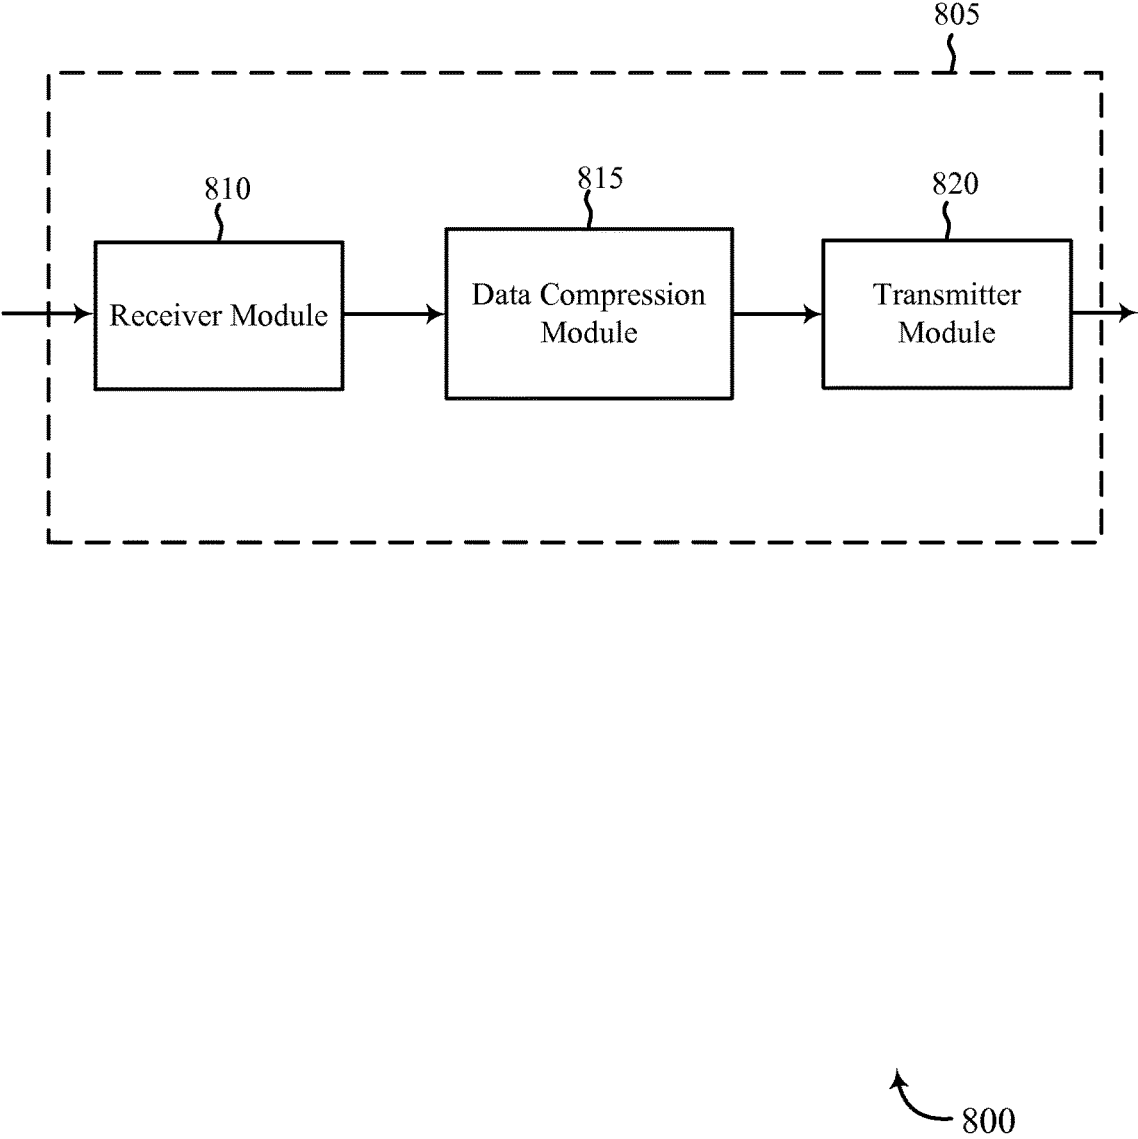 805
810
815
820
Receiver Module
Data Compression
Module
Transmitter
Module
800